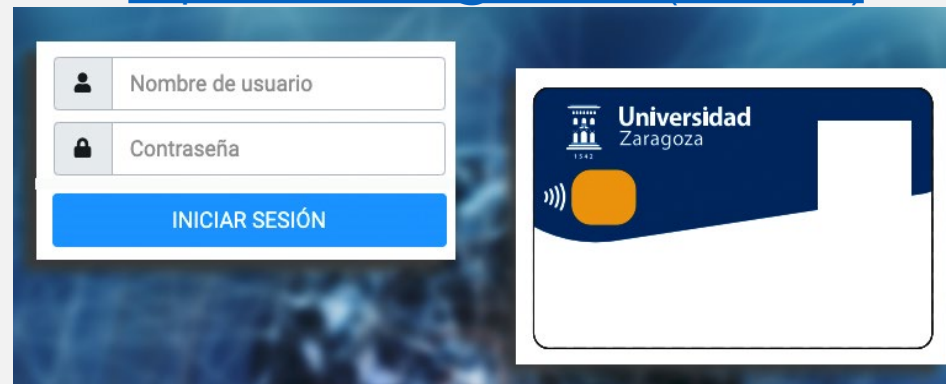 Nombre de usuario
Contraseña
INICIAR SESIÓN
Universidad
Zaragoza
1542